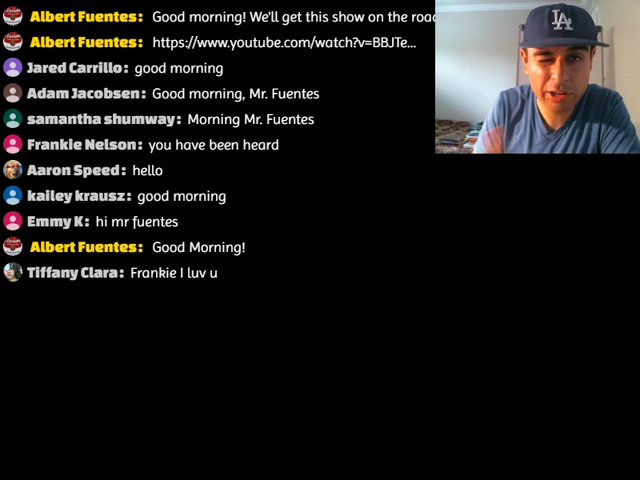 Albert Fuentes: Good morning! We'll get this show on the road
Albert Fuentes: https://www.youtube.com/watch?v=BBJTe...
Jared Carrillo: good morning
Adam Jacobsen: Good morning, Mr. Fuentes
samantha shumway: Morning Mr. Fuentes
Frankie Nelson: you have been heard
Aaron Speed: hello
kailey krausz: good morning
Emmy K: hi mr fuentes
Albert Fuentes: Good Morning!
Tiffany Clara: Frankie I luv u
LA